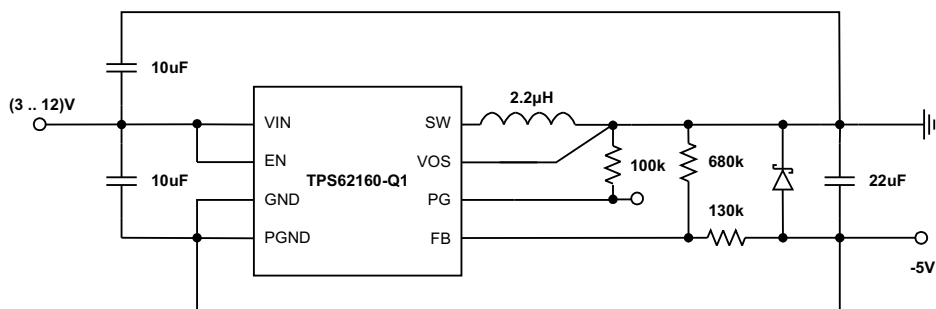 10uF
(3 .. 12)V
2.2µH
VIN
SW
EN
VOS
100k
680k
10uF
TPS62160-Q1
22uF
GND
PG
130k
PGND
FB
-5V